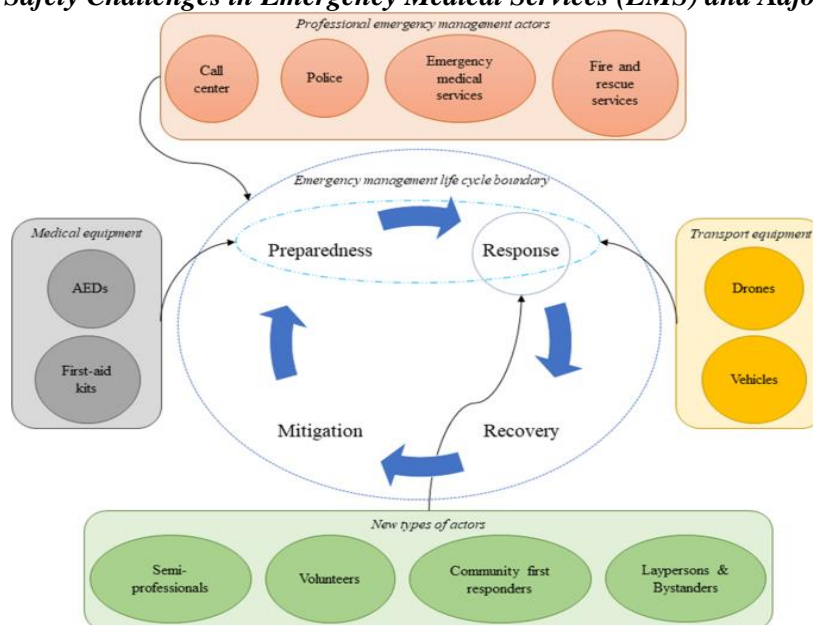 Safety Challenges in Emergency Medical Services (EMS) and
Professional emergency management actors
Call
center
Police
Emergency
medical
services
Fire and
rescue
services
Emergency management life cycle boundary
Medical equipment
AEDs
First-aid
kits
Preparedness
Response
Transport equipment
Drones
Vehicles
Mitigation
Recovery
New types of actors
Semi-
professionals
Volunteers
Community first
responders
Laypersons &
Bystanders